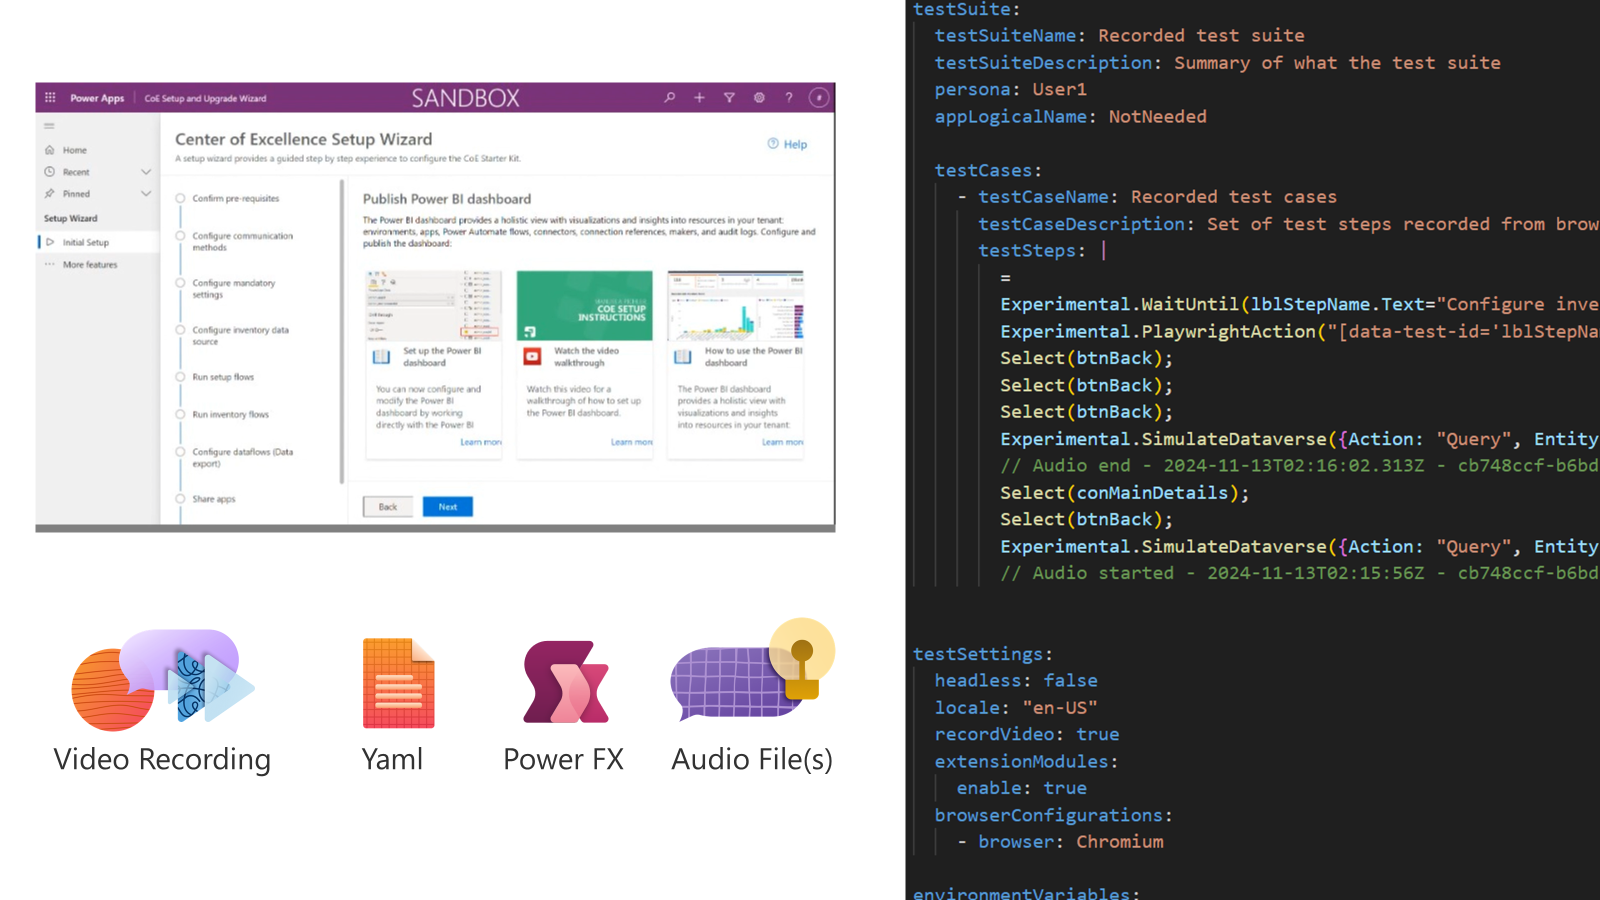 Power Apps
CoE Setup and Upgrade Wizard
SANDBOX
Home
Recent
Pinned
Setup Wizard
Initial Setup
More features
Center of Excellence Setup Wizard
Help
A setup wizard provides a guided step by step experience to configure the CoE Starter Kit.
Confirm pre-requisites
Configure communication
methods
Configure mandatory
settings
Configure inventory data
source
Run setup flows
Run inventory flows
Configure dataflows (Data
export)
Share apps
Publish Power BI dashboard
The Power BI dashboard provides a holistic view with visualizations and insights into resources in your tenant:
environments, apps, Power Automate flows, connectors, connection references, makers, and audit logs. Configure and
publish the dashboard:
Set up the Power BI
dashboard
You can now configure and
modify the Power BI
dashboard by working
directly with the Power BI
Learn more
COE SETUP
INSTRUCTIONS
Watch the video
walkthrough
Watch this video for a
walkthrough of how to set up
the Power BI dashboard.
Learn more
How to use the Power BI
dashboard
The Power BI dashboard
provides a holistic view with
visualizations and insights
into resources in your tenant:
Learn more
Back
Next
Video Recording
Yaml
Power FX
Audio File(s)
testSuite:
testSuiteName: Recorded test suite
testSuiteDescription: Summary of what the test suite
persona: User1
appLogicalName: NotNeeded
testCases:
- testCaseName: Recorded test cases
testCaseDescription: Set of test steps recorded from brow
testSteps: |
=
Experimental.WaitUntil(lblStepName.Text="Configure inve
Experimental.PlaywrightAction("[data-test-id='lblStepNa
Select(btnBack);
Select(btnBack);
Select(btnBack);
Experimental.SimulateDataverse({Action: "Query", Entity
// Audio end - 2024-11-13T02:16:02.313Z - cb748ccf-b6bd
Select(conMainDetails);
Select(btnBack);
Experimental.SimulateDataverse({Action: "Query", Entity
// Audio started - 2024-11-13T02:15:56Z - cb748ccf-b6bd
testSettings:
headless: false
locale: "en-US"
recordVideo: true
extensionModules:
enable: true
browserConfigurations:
- browser: Chromium
environmentVariables: